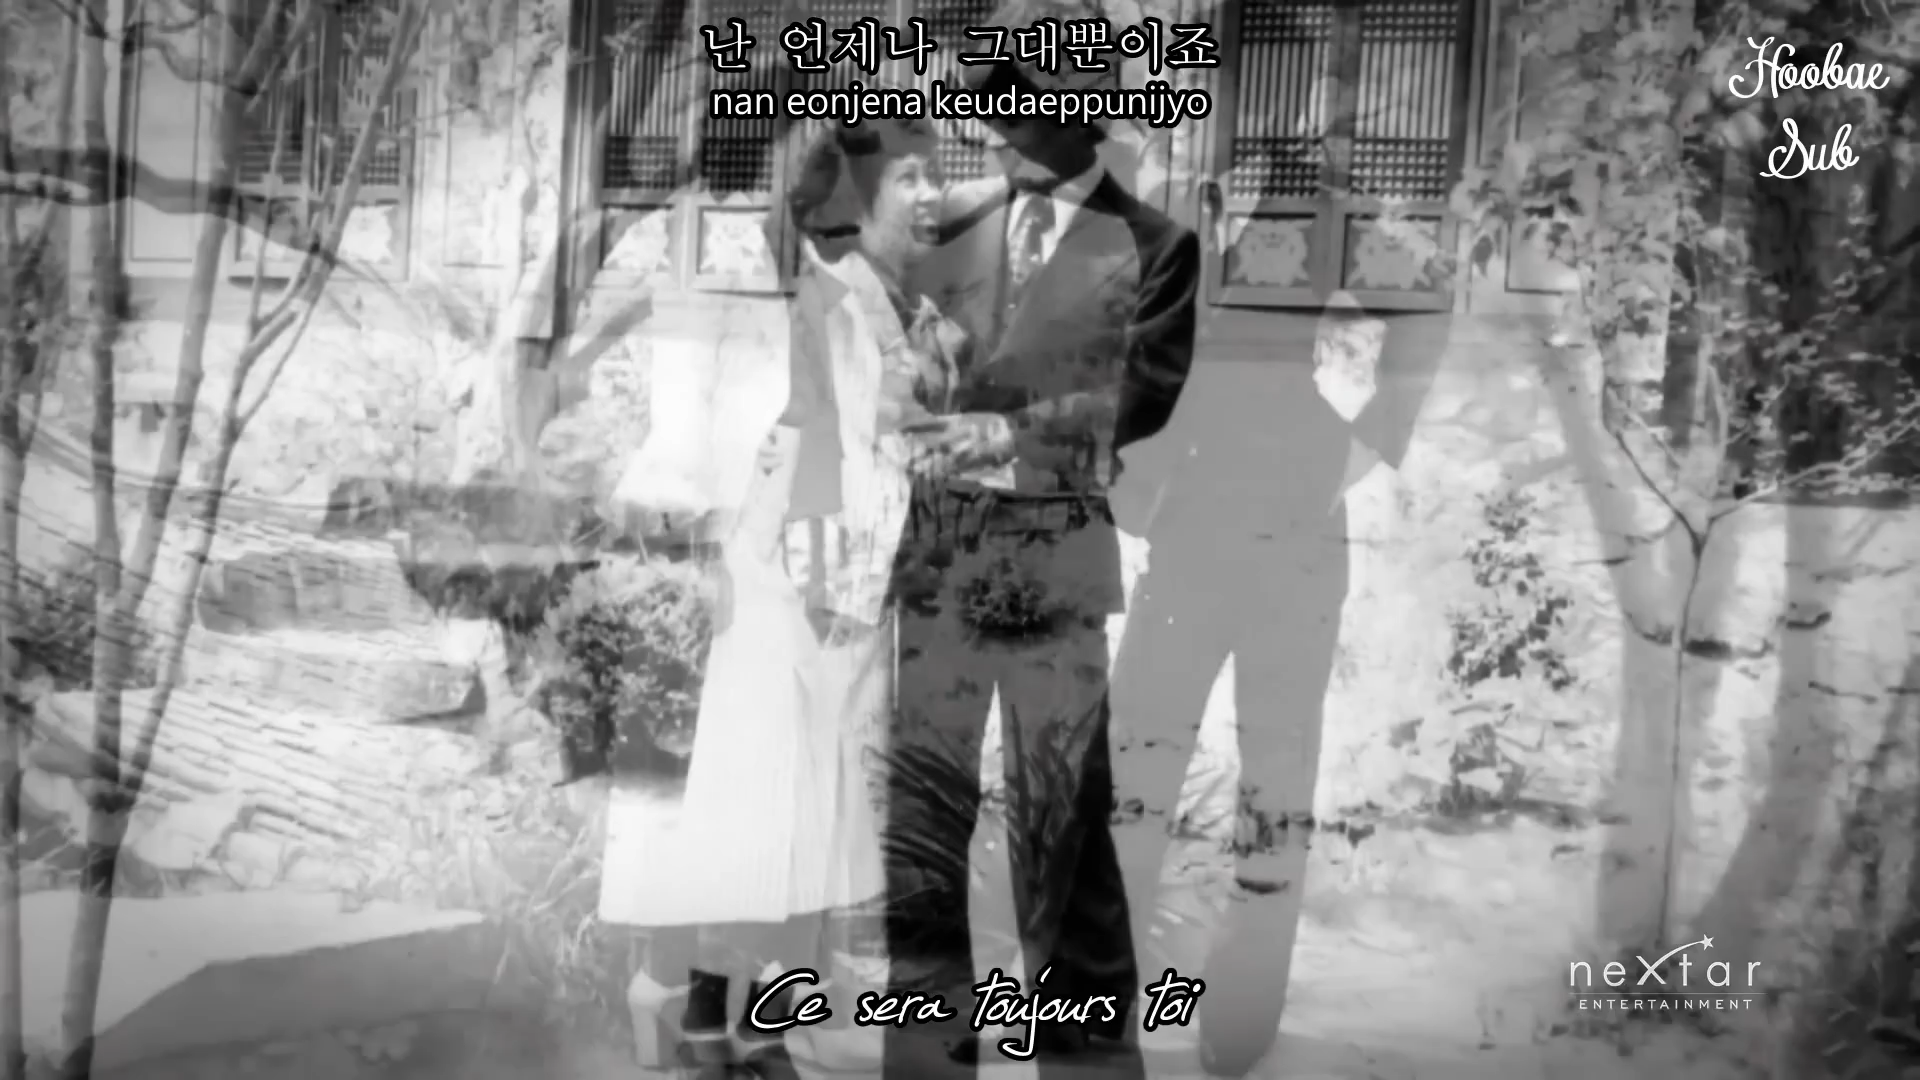 난 언제나 그대뿐이죠
nan eonjena keudaeppunijyo
Hoobae
Sub
Ce sera toujours toi
nextar
ENTERTAINMENT